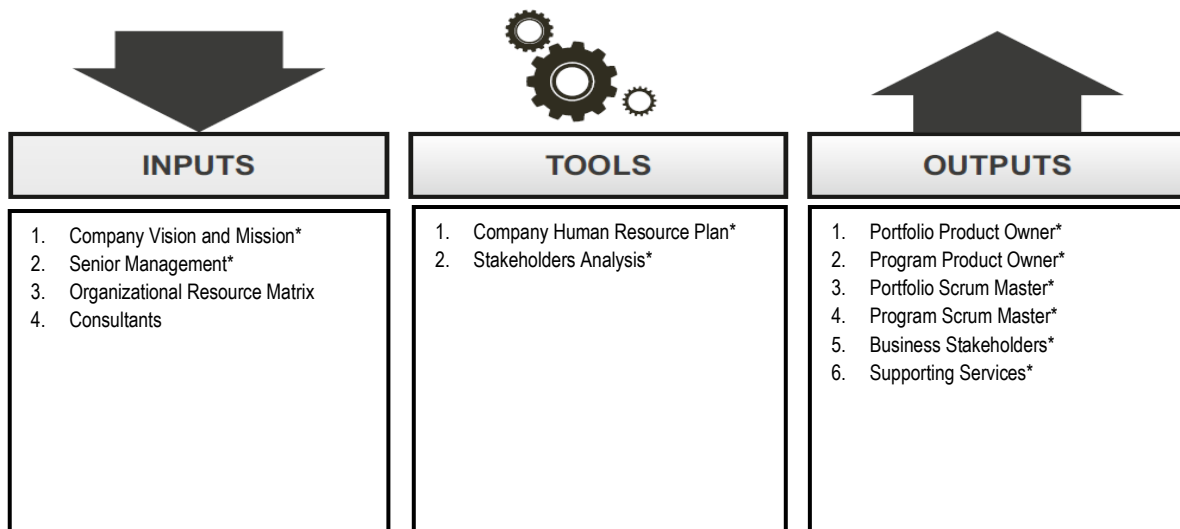 INPUTS
1. Company Vision and Mission*
2. Senior Management*
3. Organizational Resource Matrix
4. Consultants
TOOLS
1. Company Human Resource Plan*
2. Stakeholders Analysis*
OUTPUTS
1. Portfolio Product Owner*
2. Program Product Owner*
3. Portfolio Scrum Master*
4. Program Scrum Master*
5. Business Stakeholders*
6. Supporting Services*